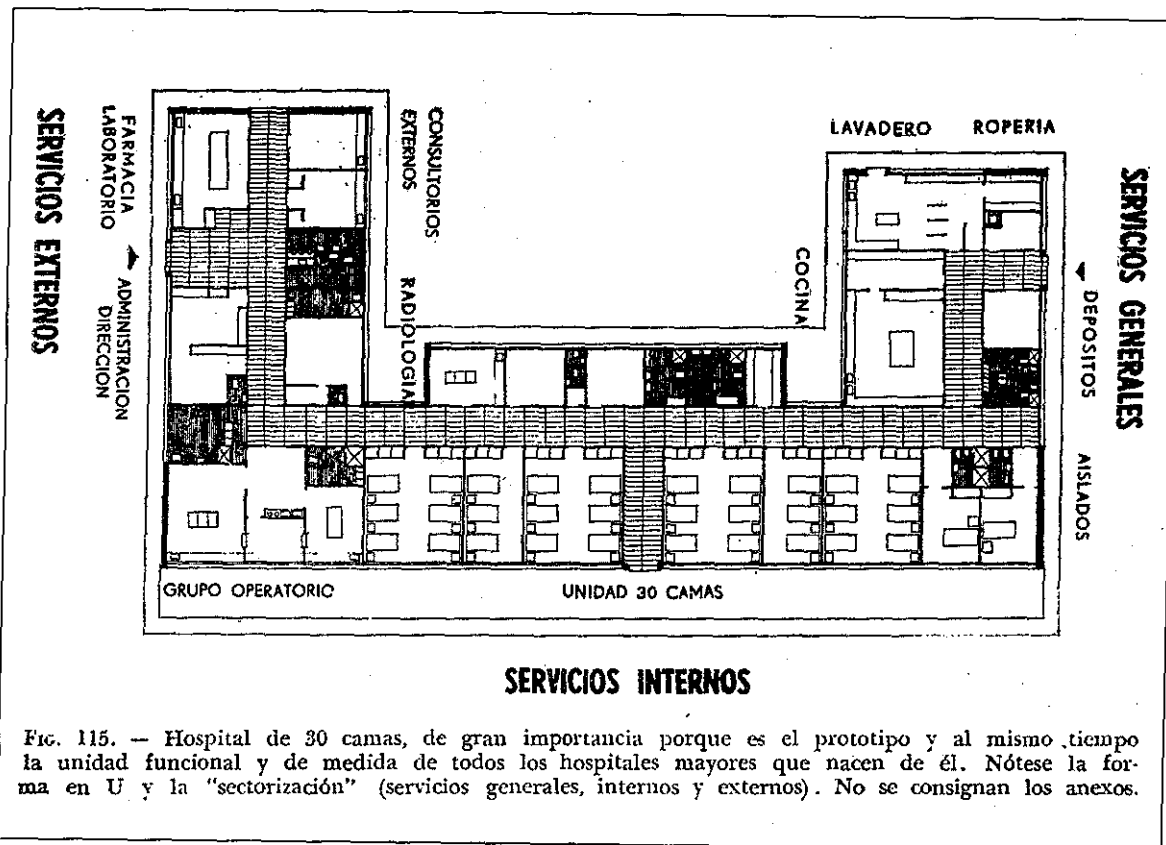 SERVICIOS EXTERNOS
FARMACIA
LABORATORIO
ADMINISTRACION
DIRECCION
CONSULTORIOS
EXTERNOS
RADIOLOGIA
COCINA
LAVADERO ROPERIA
SERVICIOS GENERALES
DEPOSITOS
AISLADOS
GRUPO OPERATORIO
UNIDAD 30 CAMAS
SERVICIOS INTERNOS
FIG. 115. — Hospital de 30 camas, de gran importancia porque es el prototipo y al mismo tiempo
la unidad funcional y de medida de todos los hospitales mayores que nacen de él. Nótese la for-
ma en U y la "sectorización" (servicios generales, internos y externos). No se consignan los anexos.